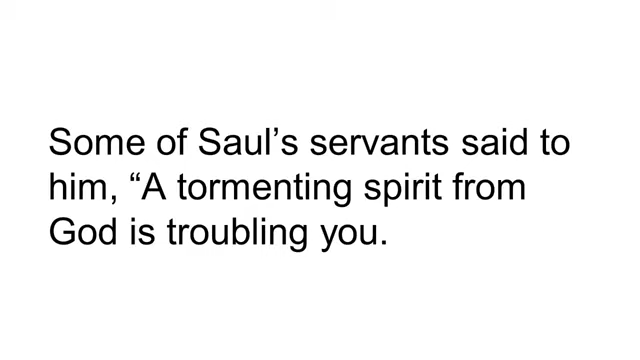 Some of Saul’s servants said to
him, “A tormenting spirit from
God is troubling you.